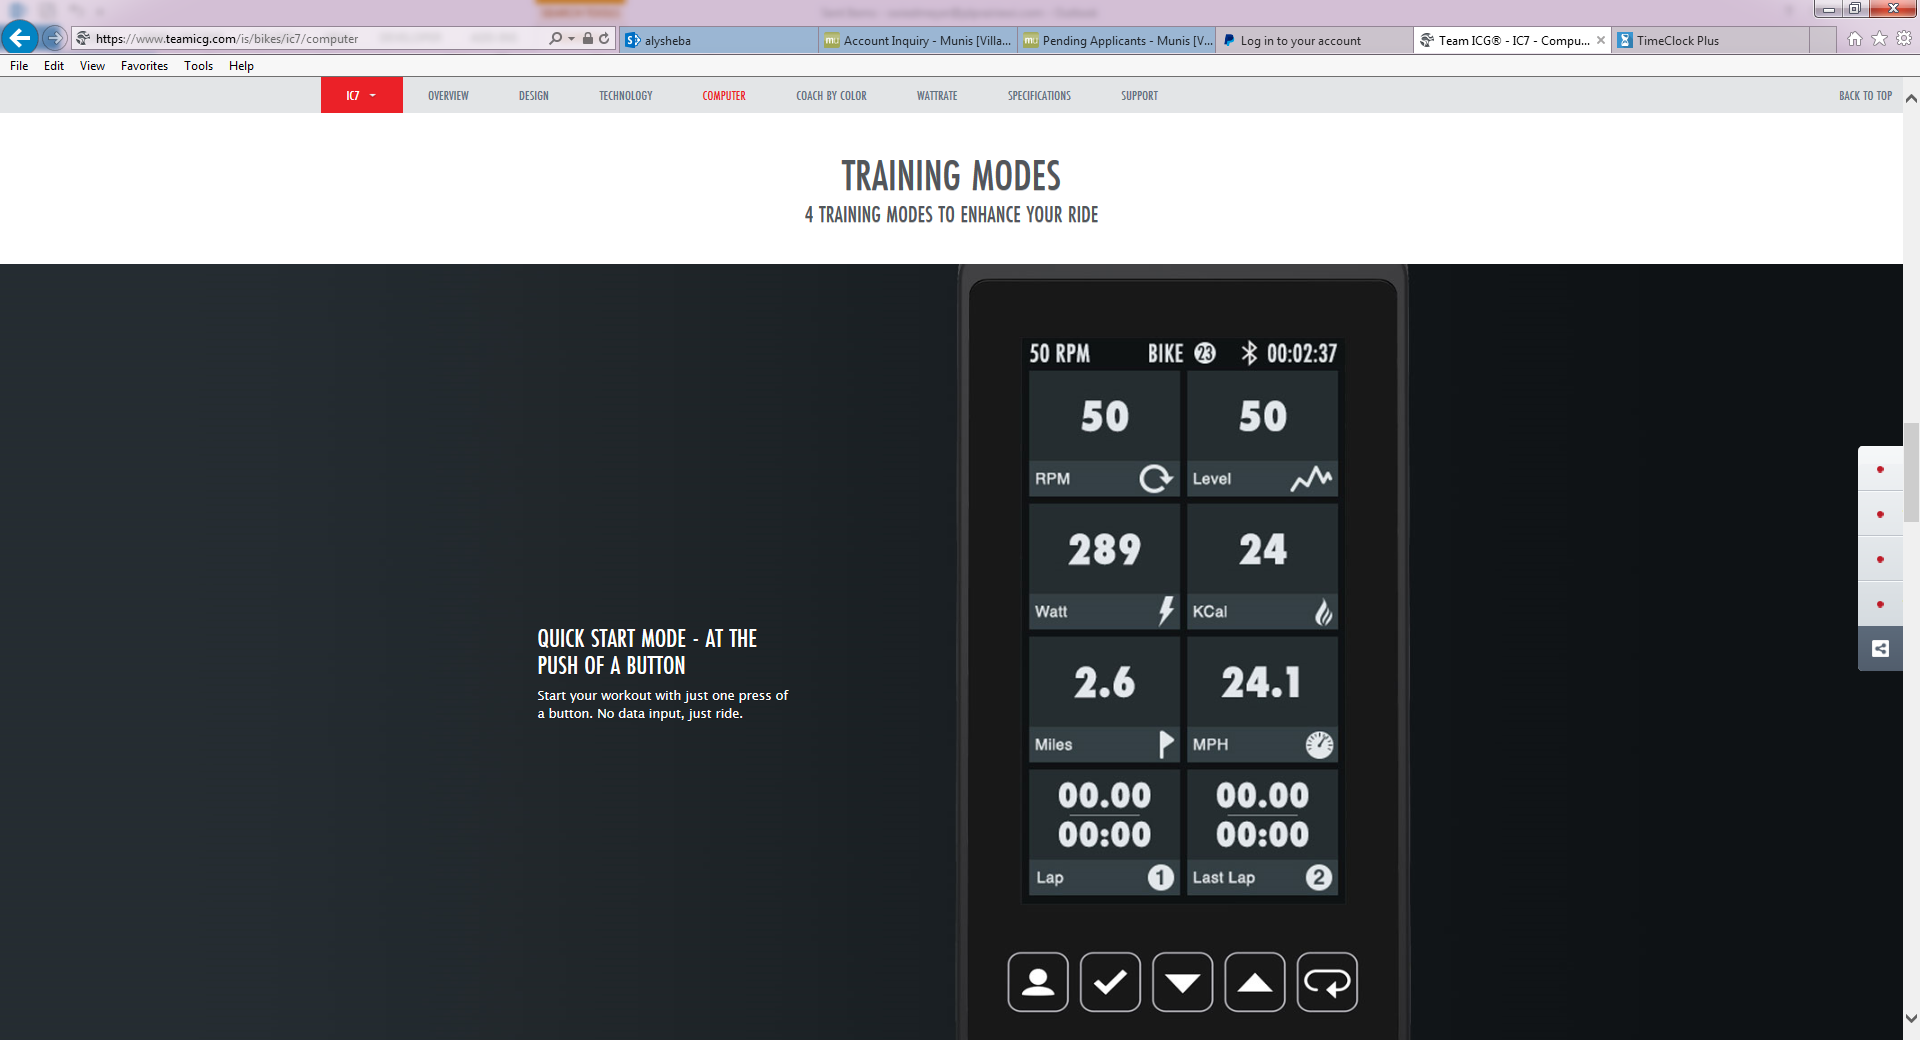 https://www.teamicg.com/is/bikes/ic7/computer
alysheba
Account Inquiry - Munis [Villa...
Pending Applicants - Munis [V...
Log in to your account
Team ICG® - IC7 - Compu...
TimeClock Plus
File Edit View Favorites Tools Help
IC7 OVERVIEW DESIGN TECHNOLOGY COMPUTER COACH BY COLOR WATTRATE SPECIFICATIONS SUPPORT BACK TO TOP
TRAINING MODES
4 TRAINING MODES TO ENHANCE YOUR RIDE
50 RPM BIKE 23 00:02:37
50 50
RPM Level
289 24
Watt KCal
QUICK START MODE - AT THE
PUSH OF A BUTTON
Start your workout with just one press of
a button. No data input, just ride.
2.6 24.1
Miles MPH
00.00 00.00
00:00 00:00
Lap 1 Last Lap 2